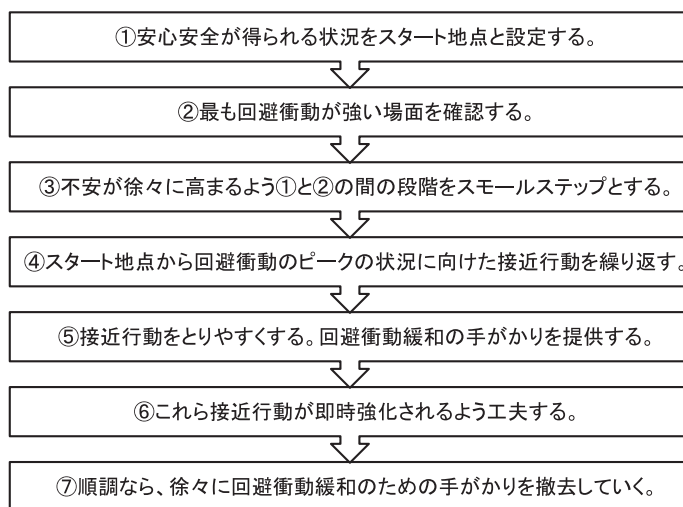 ①安心安全が得られる状況をスタート地点と設定する。
②最も回避衝動が強い場面を確認する。
③不安が徐々に高まるよう①と②の間の段階をスモールステップとする。
④スタート地点から回避衝動のピークの状況に向けた接近行動を繰り返す。
⑤接近行動をとりやすくする。回避衝動緩和の手がかりを提供する。
⑥これら接近行動が即時強化されるよう工夫する。
⑦順調なら、徐々に回避衝動緩和のための手がかりを撤去していく。